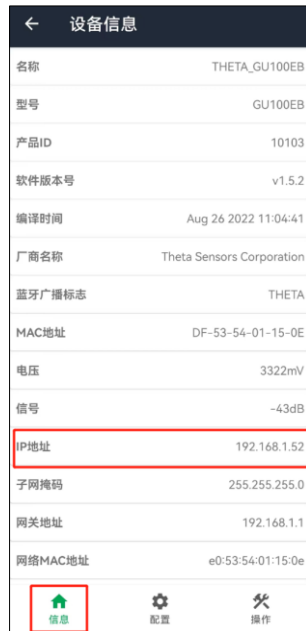 设备信息
名称 THETA_GU100EB
型号 GU100EB
产品ID 10103
软件版本号 v1.5.2
编译时间 Aug 26 2022 11:04:41
厂商名称 Theta Sensors Corporation
蓝牙广播标志 THETA
MAC地址 DF-53-54-01-15-0E
电压 3322mV
信号 -43dB
IP地址 192.168.1.52
子网掩码 255.255.255.0
网关地址 192.168.1.1
网络MAC地址 e0:53:54:01:15:0e
信息 配置 操作